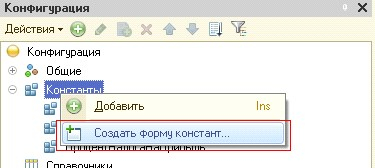 Конфигурация
Действия
Конфигурация
Общие
Константы
Добавить Ins
Создать форму констант...
Справочники